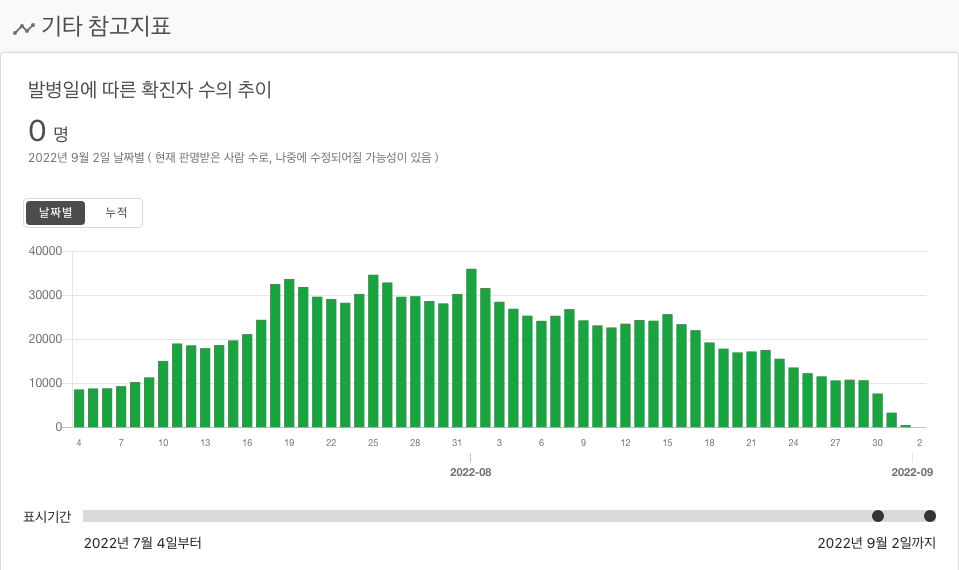 기타 참고지표
발병일에 따른 확진자 수의 추이
0 명
2022년 9월 2일 날짜별 ( 현재 판명받은 사람 수로, 나중에 수정되어질 가능성이 있음 )
날짜별 누적
40000
30000
20000
10000
0
4 7 10 13 16 19 22 25 28 31 3 6 9 12 15 18 21 24 27 30 2
2022-08 2022-09
표시기간
2022년 7월 4일부터 2022년 9월 2일까지